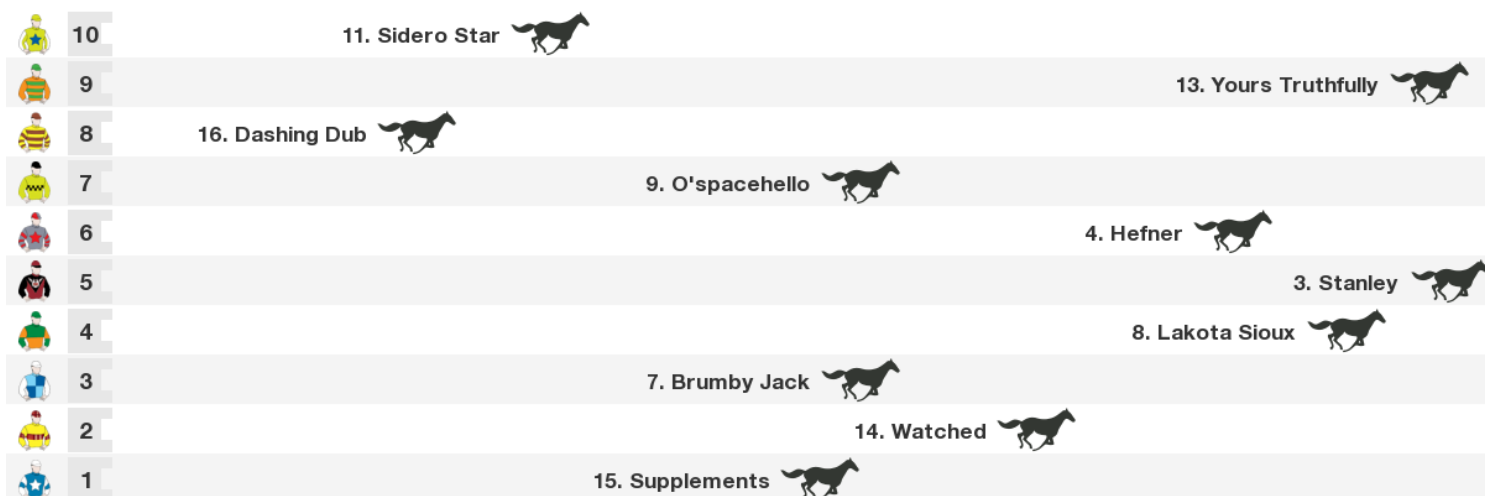 10 11. Sidero Star
9 13. Yours Truthfully
8 16. Dashing Dub
7 9. O'spacehello
6 4. Hefner
5 3. Stanley
4 8. Lakota Sioux
3 7. Brumby Jack
2 14. Watched
1 15. Supplements